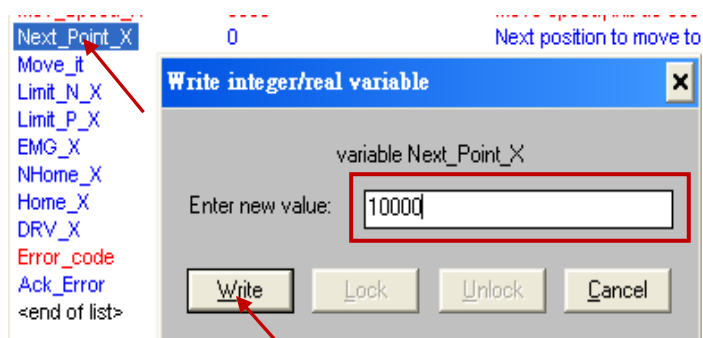 Next_Point_X 0 Next position to move to
Move_it
Limit_N_X
Limit_P_X
EMG_X
NHome_X
Home_X
DRV_X
Error_code
Ack_Error
<end of list>
Write integer/real variable
variable Next_Point_X
Enter new value: 10000
Write Lock Unlock Cancel